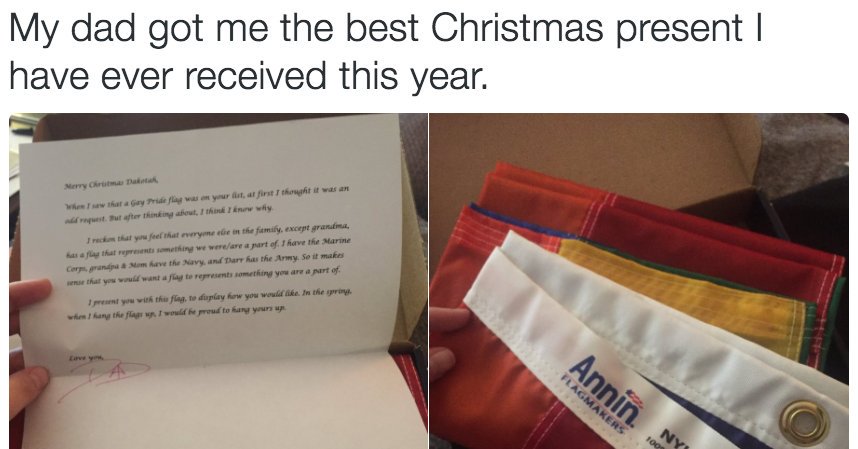 My dad got me the best Christmas present I
have ever received this year.
Merry Christmas Dakotah,
When I saw that a Gay Pride flag was on your list, at first I thought it was an
odd request. But after thinking about, I think I know why.
I reckon that you feel that everyone else in the family, except grandma,
has a flag that represents something we were/are a part of. I have the Marine
Corps, grandpa & Mom have the Navy, and Darr has the Army. So it makes
sense that you would want a flag to represents something you are a part of.
I present you with this flag, to display how you would like. In the spring,
when I hang the flags up, I would be proud to hang yours up.
Love you,
Annin
FLAGMAKERS